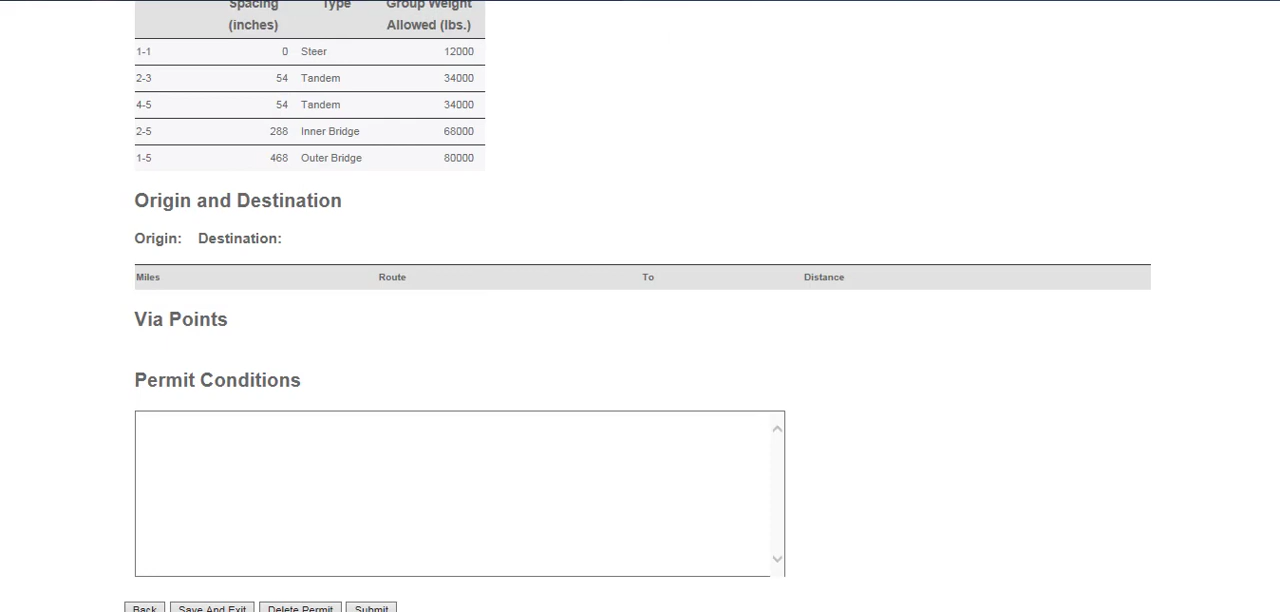 Spacing Type Group Weight
(inches) Allowed (lbs.)
1-1 0 Steer 12000
2-3 54 Tandem 34000
4-5 54 Tandem 34000
2-5 288 Inner Bridge 68000
1-5 468 Outer Bridge 80000
Origin and Destination
Origin: Destination:
Miles Route To Distance
Via Points
Permit Conditions
Back Save And Exit Delete Permit Submit